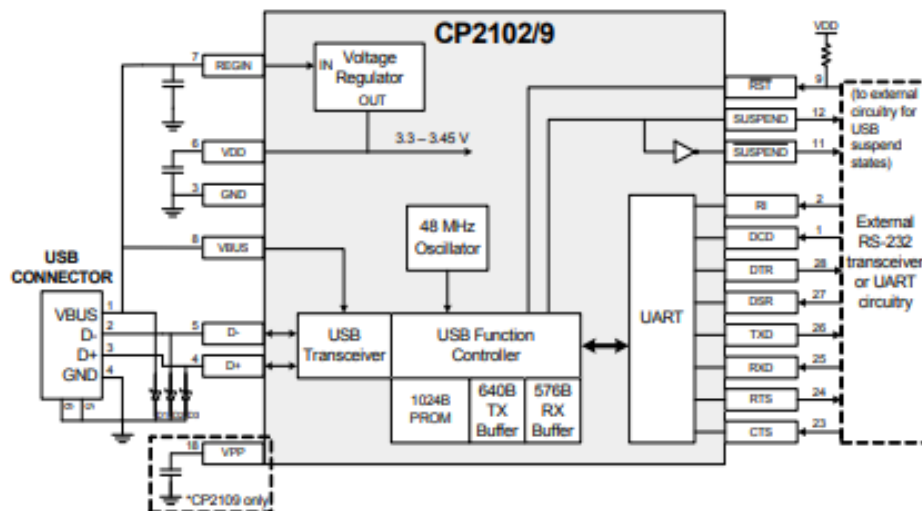 CP2102/9
VDD
7
REGIN
IN
Voltage
Regulator
OUT
9
RST
(to external
circuitry for
USB
suspend
states)
12
SUSPEND
11
SUSPEND
6
VDD
3.3 – 3.45 V
3
GND
48 MHz
Oscillator
8
VBUS
USB
CONNECTOR
VBUS
D-
D+
GND
1
2
3
4
5
D-
4
D+
D1
D2
D3
USB
Transceiver
USB Function
Controller
1024B
PROM
640B
TX
Buffer
576B
RX
Buffer
UART
RI
2
DCD
1
DTR
28
DSR
27
TXD
26
RXD
25
RTS
24
CTS
23
External
RS-232
transceiver
or UART
circuitry
18
VPP
*CP2109 only